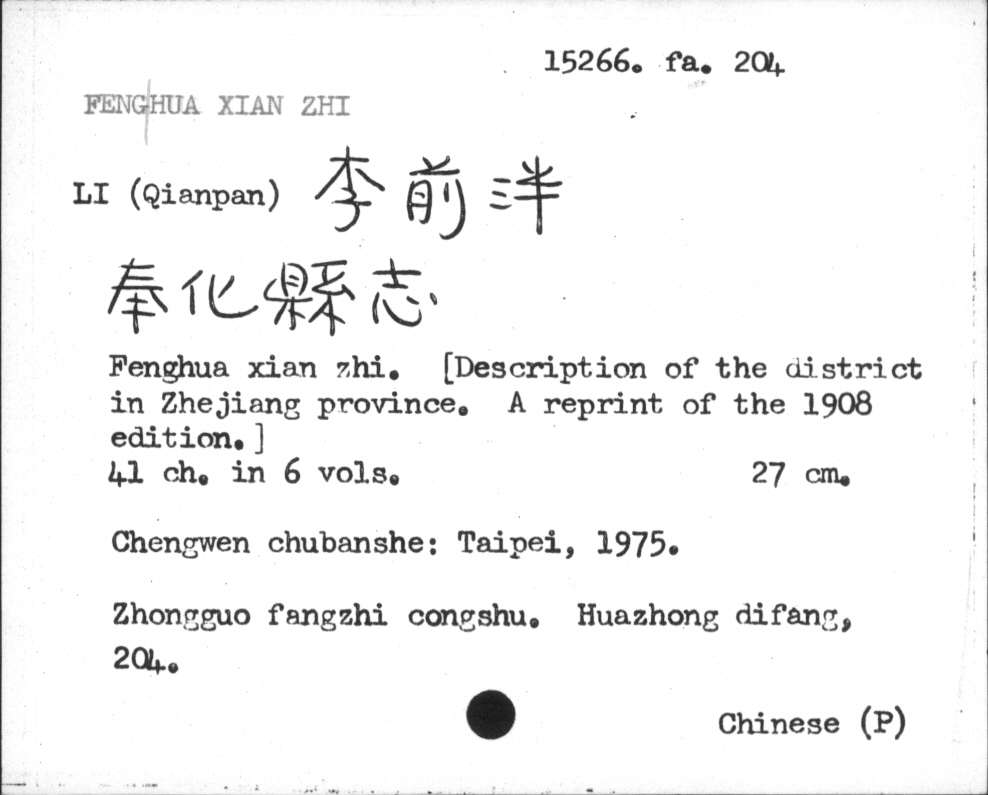 15266. fa. 204
FENGHUA XIAN ZHI
LI (Qianpan) 李前泮
奉化縣志
Fenghua xian zhi. [Description of the district
in Zhejiang province. A reprint of the 1908
edition.]
41 ch. in 6 vols. 27 cm.
Chengwen chubanshe: Taipei, 1975.
Zhongguo fangzhi congshu. Huazhong difang,
204.
Chinese (P)